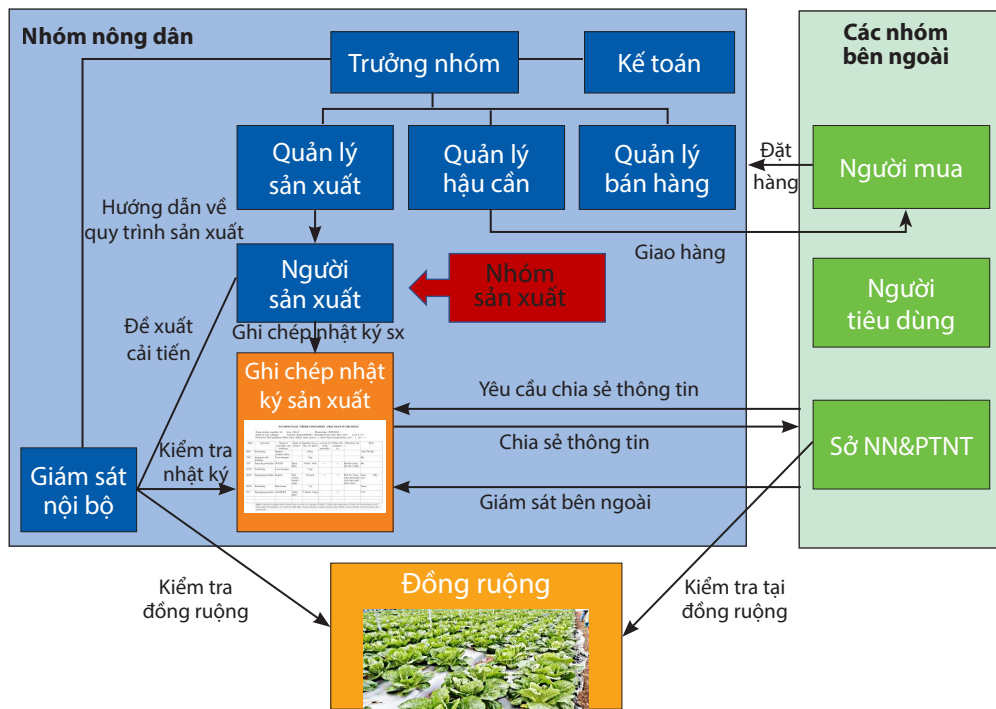 Nhóm nông dân
Các nhóm
bên ngoài
Trưởng nhóm
Kế toán
Quản lý
sản xuất
Quản lý
hậu cần
Quản lý
bán hàng
Đặt
hàng
Người mua
Hướng dẫn về
quy trình sản xuất
Giao hàng
Người
sản xuất
Nhóm
sản xuất
Người
tiêu dùng
Đề xuất
cải tiến
Ghi chép nhật ký sx
Ghi chép nhật
ký sản xuất
Yêu cầu chia sẻ thông tin
Chia sẻ thông tin
Sở NN&PTNT
Kiểm tra
nhật ký
Giám sát
nội bộ
Giám sát bên ngoài
Kiểm tra
đồng ruộng
Đồng ruộng
Kiểm tra tại
đồng ruộng